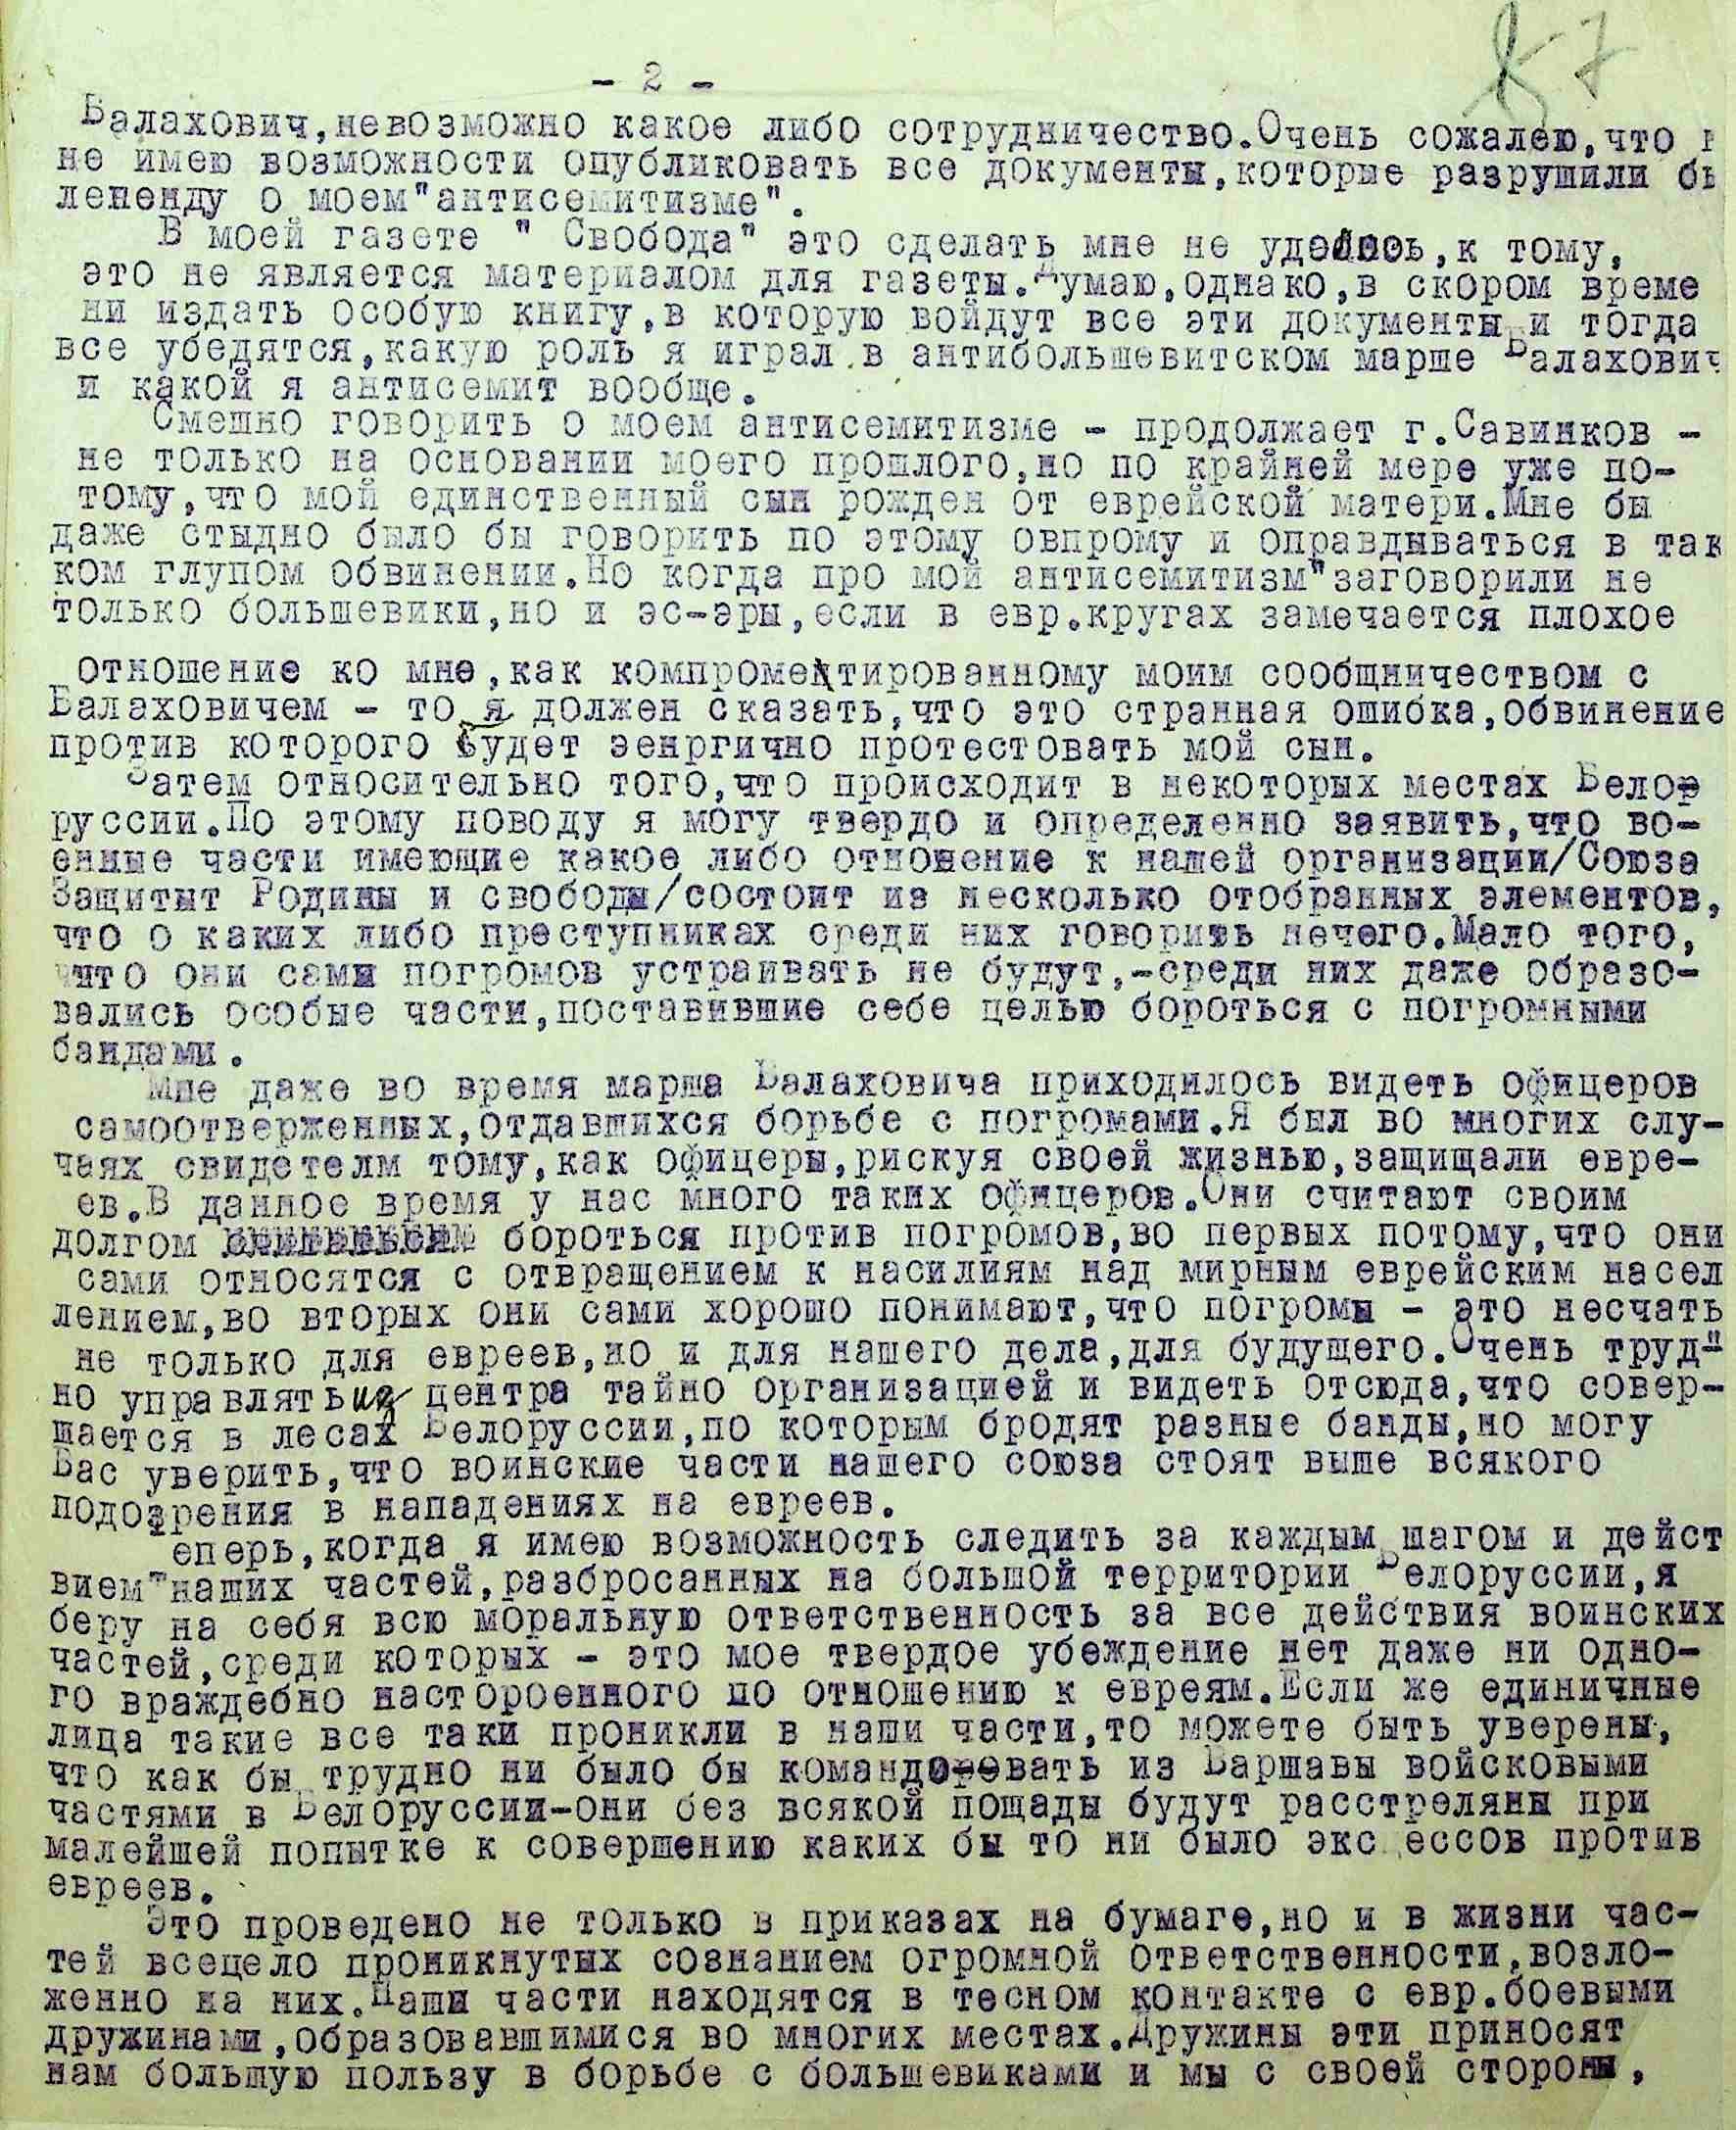 87
- 2 -
Балахович,невозможно какое либо сотрудничество.Очень сожалею,что
не имею возможности опубликовать все документы,которые разрушили бы
лененду о моем"антисемитизме".
В моей газете " Свобода" это сделать мне не удалось,к тому,
это не является материалом для газеты.Думаю,однако,в скором време
ни издать особую книгу,в которую войдут все эти документы и тогда
все убедятся,какую роль я играл в антибольшевитском марше Балахович
и какой я антисемит вообще.
Смешно говорить о моем антисемитизме - продолжает г.Савинков -
не только на основании моего прошлого,но по крайней мере уже по-
тому,что мой единственный сын рожден от еврейской матери.Мне бы
даже стыдно было бы говорить по этому овпрому и оправдываться в так
ком глупом обвинении.Но когда про мой антисемитизм"заговорили не
только большевики,но и эс-эры,если в евр.кругах замечается плохое
отношение ко мне,как компрометированному моим сообщничеством с
Балаховичем - то я должен сказать,что это странная ошибка,обвинение
против которого будет эенргично протестовать мой сын.
Затем относительно того,что происходит в некоторых местах Белор
руссии.По этому поводу я могу твердо и определенно заявить,что во-
енные части имеющие какое либо отнонение к нашей организации/Союза
Защитыт Родины и свободы/состоит из несколько отобранных элементов,
что о каких либо преступниках среди них говорить нечего.Мало того,
что они сами погромов устраивать не будут,-среди них даже образо-
вались особые части,поставившие себе целью бороться с погромными
бандами.
Мне даже во время марша Балаховича приходилось видеть офицеров
самоотверженных,отдавшихся борьбе с погромами.Я был во многих слу-
чаях свидетелм тому,как офицеры,рискуя своей жизнью,защищали евре-
ев.В данное время у нас много таких офицеров.Они считают своим
долгом бороться против погромов,во первых потому,что они
сами относятся с отвращением к насилиям над мирным еврейским насел
лением,во вторых они сами хорошо понимают,что погромы - это несчать
не только для евреев,но и для нашего дела,для будущего.Очень труд-
но управлять из центра тайно организацией и видеть отсюда,что совер-
шается в лесах Белоруссии,по которым бродят разные банды,но могу
Вас уверить,что воинские части нашего союза стоят выше всякого
подозрения в нападениях на евреев.
Теперь,когда я имею возможность следить за каждым шагом и дейст
вием наших частей,разбросанных на большой территории Белоруссии,я
беру на себя всю моральную ответственность за все действия воинских
частей,среди которых - это мое твердое убеждение нет даже ни одно-
го враждебно настороенного по отношению к евреям.Если же единичные
лица такие все таки проникли в наши части,то можете быть уверены,
что как бы трудно ни было бы командовать из Варшавы войсковыми
частями в Белоруссии-они без всякой пощады будут расстреляны при
малейшей попытке к совершению каких бы то ни было экс ессов против
евреев.
Это проведено не только в приказах на бумаге,но и в жизни час-
тей всецело проникнутых сознанием огромной ответственности,возло-
женно на них.Наши части находятся в тесном контакте с евр.боевыми
дружинами,образовавшимися во многих местах.Дружины эти приносят
нам большую пользу в борьбе с большевиками и мы с своей стороны,